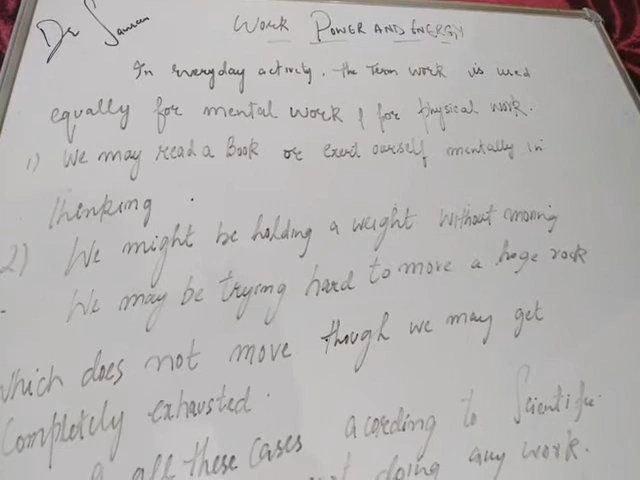 Dr
WORK POWER AND ENERGY
In everyday activity, the term work is used
equally for mental work & for physical work.
1) We may read a Book or exert ourself mentally in
thinking.
2) We might be holding a weight without moving
We may be trying hard to move a huge rock
which does not move though we may get
completely exhausted.
all these cases acording to Scientific
not doing any work.